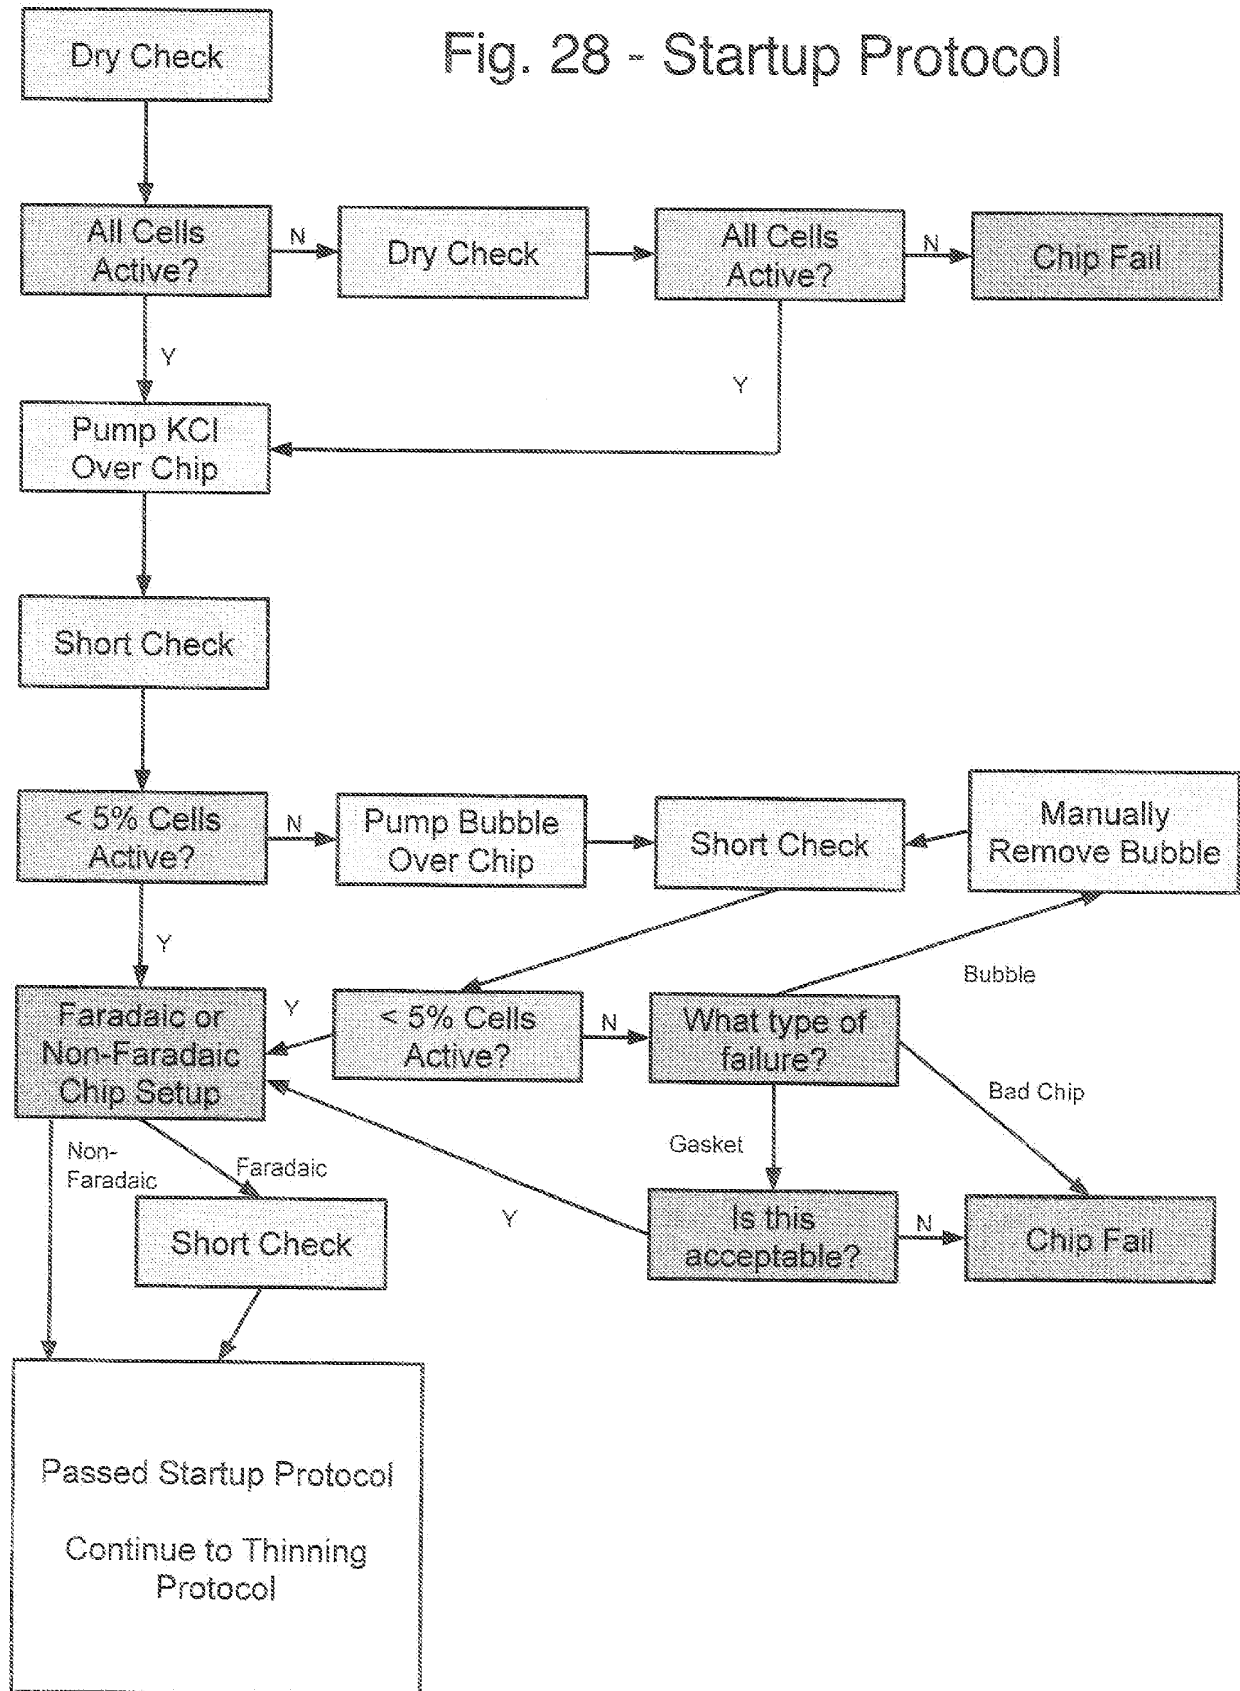 Fig. 28 - Startup Protocol
Dry Check
All Cells
Active?
N
Dry Check
All Cells
Active?
N
Chip Fail
Y
Y
Pump KCl
Over Chip
Short Check
< 5% Cells
Active?
N
Pump Bubble
Over Chip
Short Check
Manually
Remove Bubble
Y
Bubble
Faradaic or
Non-Faradaic
Chip Setup
Y
< 5% Cells
Active?
N
What type of
failure?
Bad Chip
Gasket
Non-
Faradaic
Faradaic
Y
Short Check
Is this
acceptable?
N
Chip Fail
Passed Startup Protocol
Continue to Thinning
Protocol